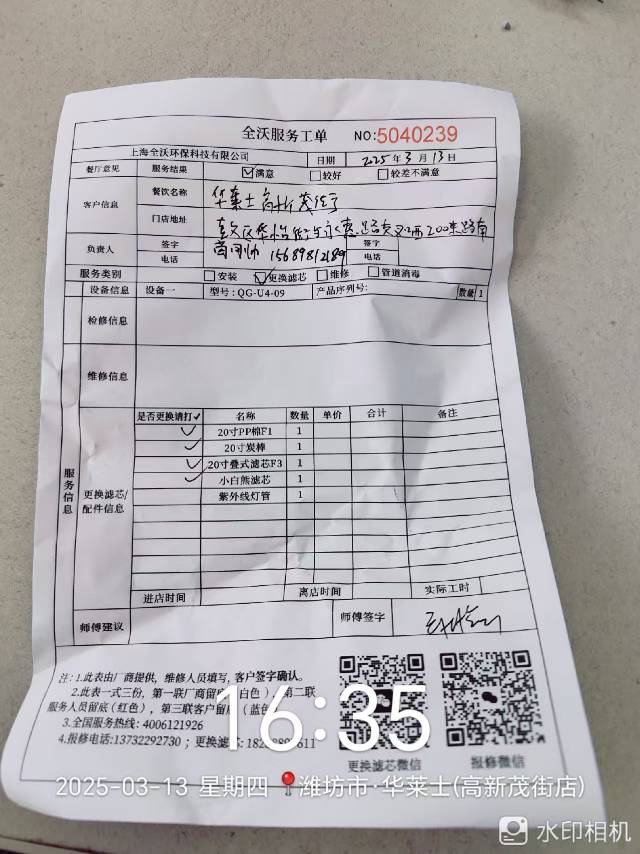 全沃服务工单 NO:5040239
上海全沃环保科技有限公司 日期 2025年3月13日
餐厅意见 服务结果 ✓满意 较好 较差不满意
客户信息 餐饮名称 华莱士高新茂街店
门店地址 路交叉口西200米路南
负责人 签字 签字
电话 15689812189 电话
服务类别 安装 ✓更换滤芯 维修 管道消毒
设备信息 设备一 型号:QG-U4-09 产品序列号: 数量 1
检修信息
维修信息
服务信息
更换滤芯/配件信息
是否更换请打✓ 名称 数量 单价 合计 备注
✓ 20寸PP棉F1 1
✓ 20寸炭棒 1
✓ 20寸叠式滤芯F3 1
✓ 小白熊滤芯 1
紫外线灯管 1
进店时间 离店时间 实际工时
师傅建议 师傅签字
注:1.此表由厂商提供，维修人员填写，客户签字确认。
2.此表一式三份，第一联厂商留底(白色)，第二联
服务人员留底(红色)，第三联客户留底(蓝色)
3.全国服务热线: 4006121926
4.报修电话:13732292730 ; 更换滤芯:
更换滤芯微信 报修微信
16:35
2025-03-13 星期四 潍坊市·华莱士(高新茂街店)
水印相机